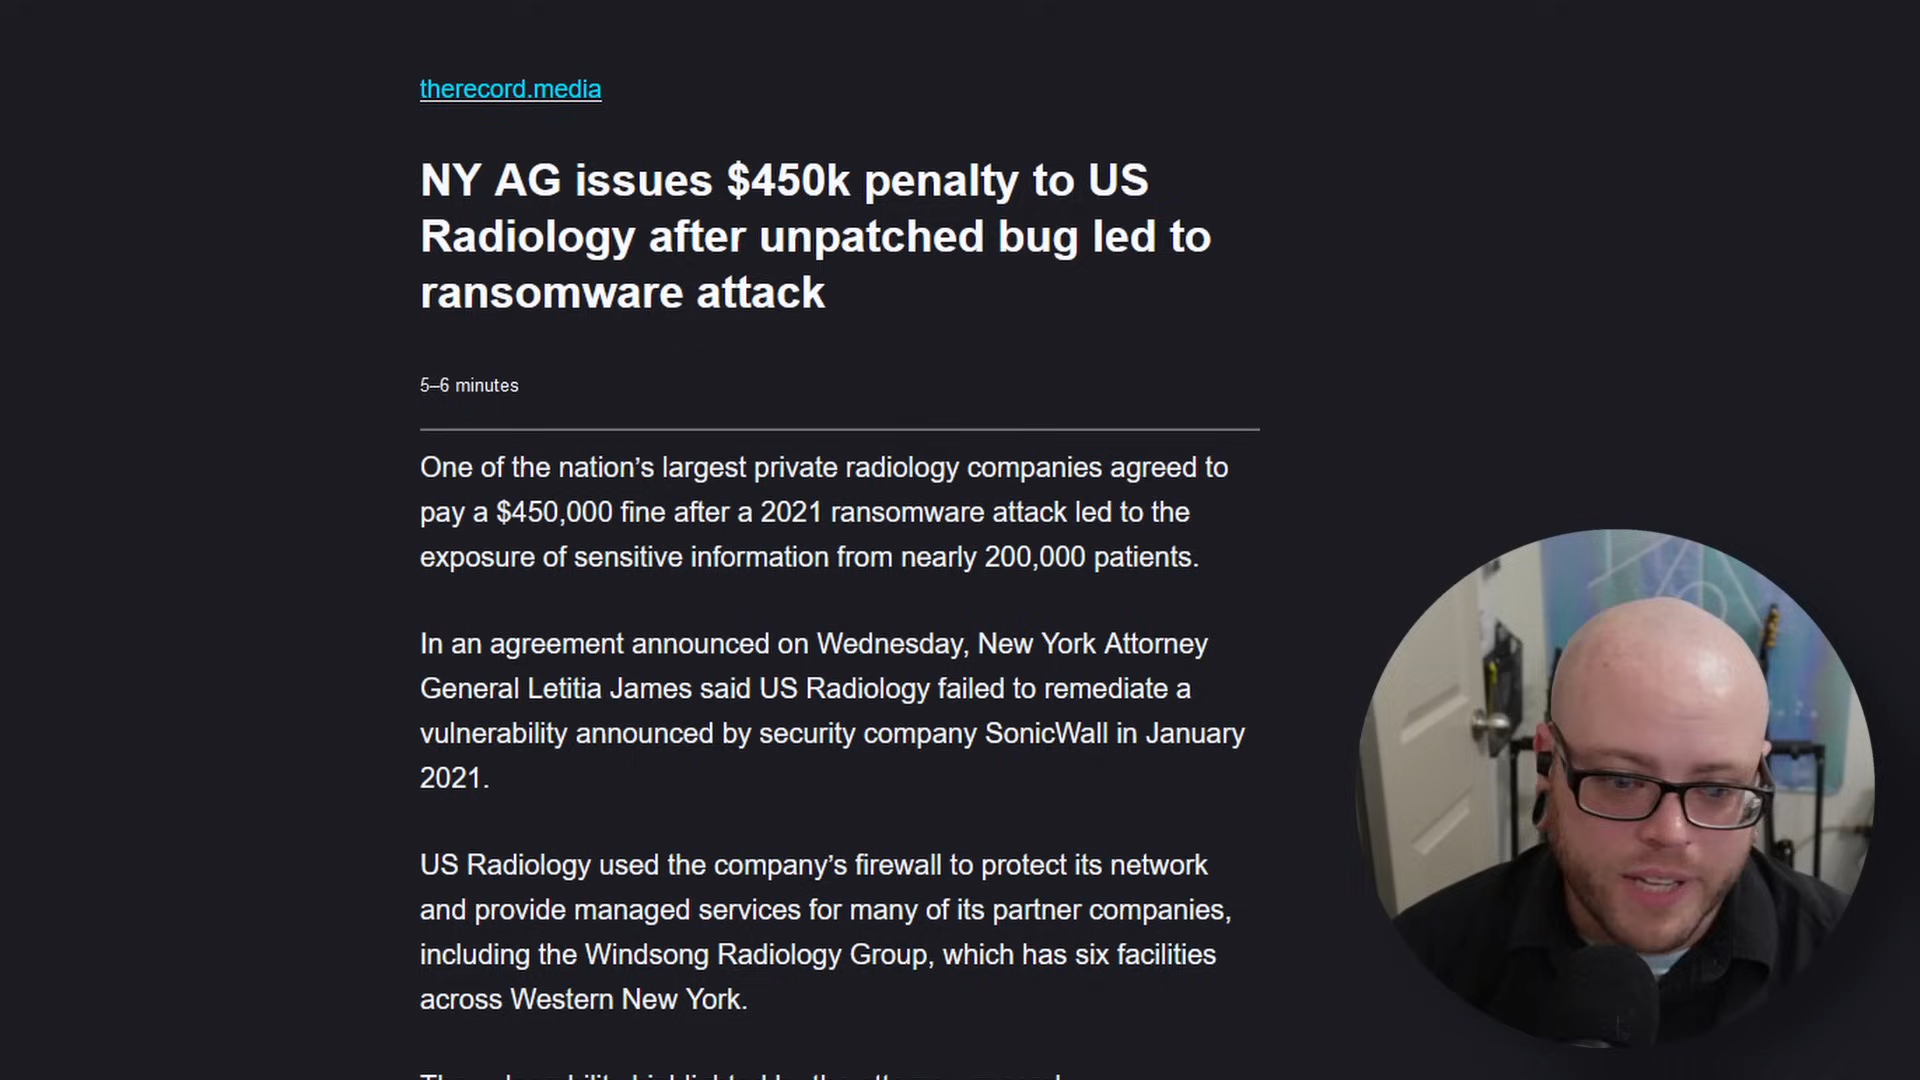 therecord.media
NY AG issues $450k penalty to US
Radiology after unpatched bug led to
ransomware attack
5–6 minutes
One of the nation’s largest private radiology companies agreed to
pay a $450,000 fine after a 2021 ransomware attack led to the
exposure of sensitive information from nearly 200,000 patients.
In an agreement announced on Wednesday, New York Attorney
General Letitia James said US Radiology failed to remediate a
vulnerability announced by security company SonicWall in January
2021.
US Radiology used the company’s firewall to protect its network
and provide managed services for many of its partner companies,
including the Windsong Radiology Group, which has six facilities
across Western New York.